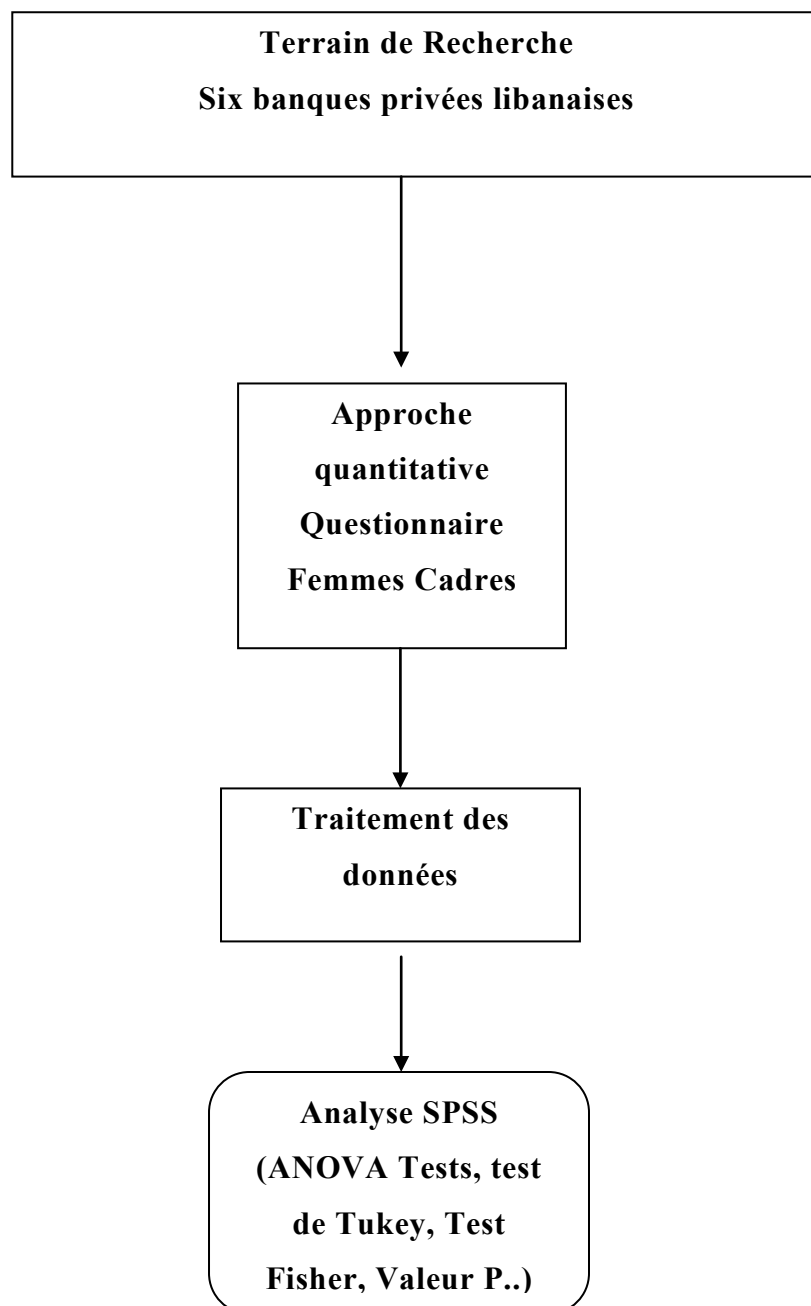 Terrain de Recherche
Six banques privées libanaises
Approche
quantitative
Questionnaire
Femmes Cadres
Traitement des
données
Analyse SPSS
(ANOVA Tests, test
de Tukey, Test
Fisher, Valeur P..)